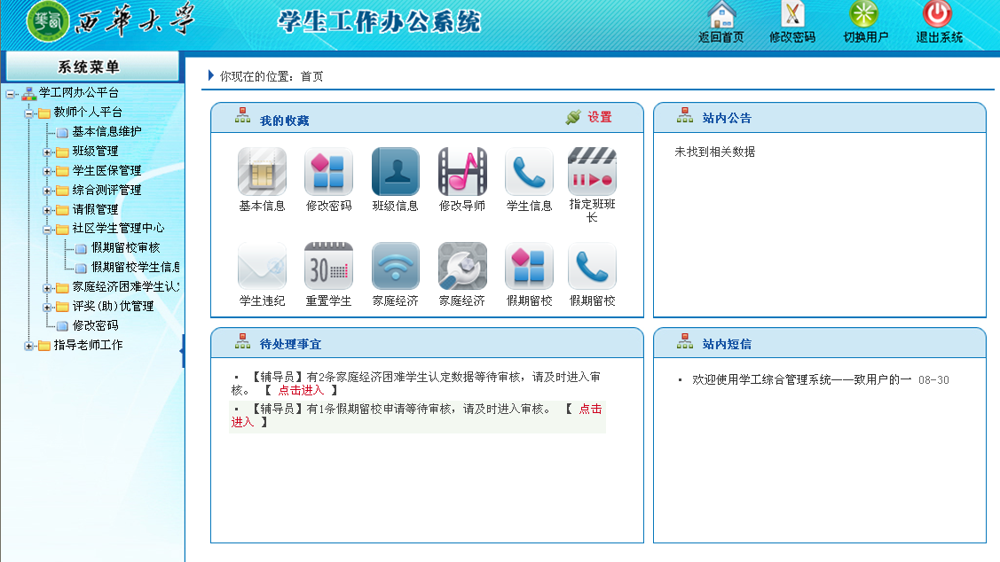 西华大学
学生工作办公系统
返回首页 修改密码 切换用户 退出系统
系统菜单
学工网办公平台
教师个人平台
基本信息维护
班级管理
学生医保管理
综合测评管理
请假管理
社区学生管理中心
假期留校审核
假期留校学生信息
家庭经济困难学生认
评奖(助)优管理
修改密码
指导老师工作
你现在的位置：首页
我的收藏
设置
基本信息 修改密码 班级信息 修改导师 学生信息 指定班班
长
30
学生违纪 重置学生 家庭经济 家庭经济 假期留校 假期留校
站内公告
未找到相关数据
待处理事宜
• 【辅导员】有2条家庭经济困难学生认定数据等待审核，请及时进入审
核。 【 点击进入 】
• 【辅导员】有1条假期留校申请等待审核，请及时进入审核。 【 点击
进入 】
站内短信
• 欢迎使用学工综合管理系统——致用户的一 08-30